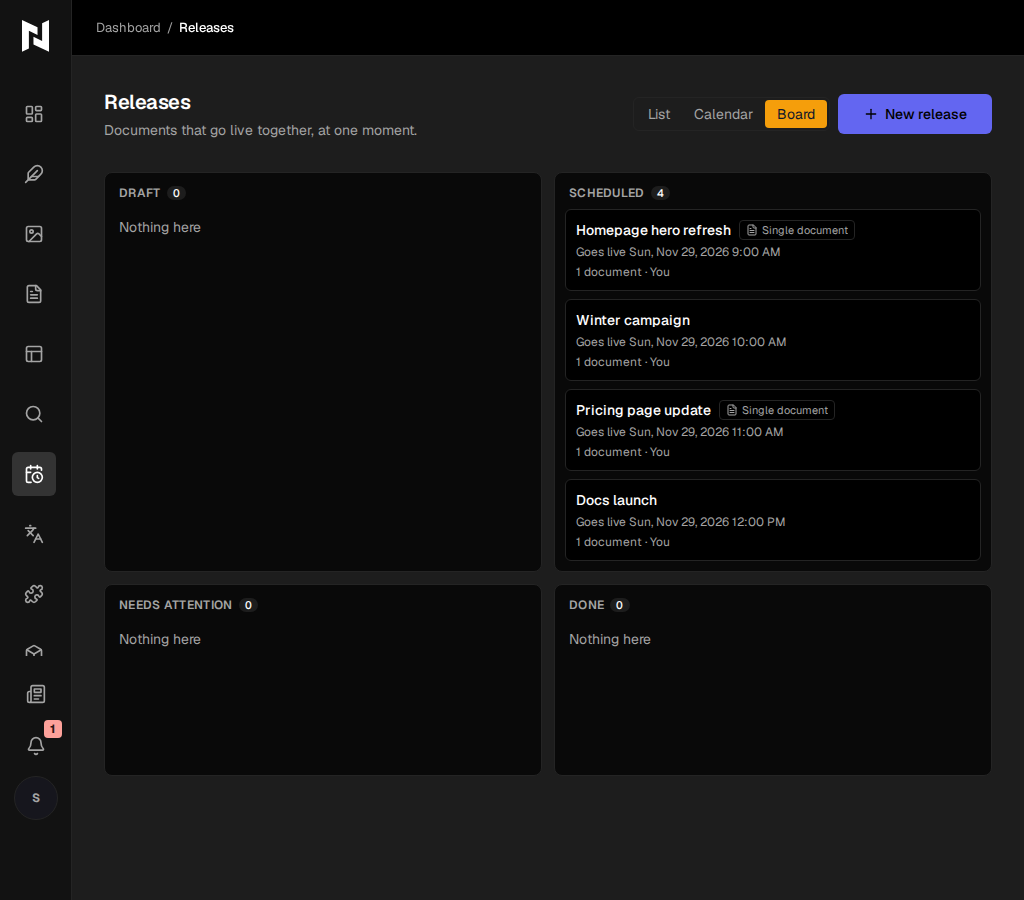 Dashboard / Releases
Releases
Documents that go live together, at one moment.
List Calendar Board + New release
DRAFT 0
Nothing here
SCHEDULED 4
Homepage hero refresh Single document
Goes live Sun, Nov 29, 2026 9:00 AM
1 document · You
Winter campaign
Goes live Sun, Nov 29, 2026 10:00 AM
1 document · You
Pricing page update Single document
Goes live Sun, Nov 29, 2026 11:00 AM
1 document · You
Docs launch
Goes live Sun, Nov 29, 2026 12:00 PM
1 document · You
NEEDS ATTENTION 0
Nothing here
DONE 0
Nothing here
1
S